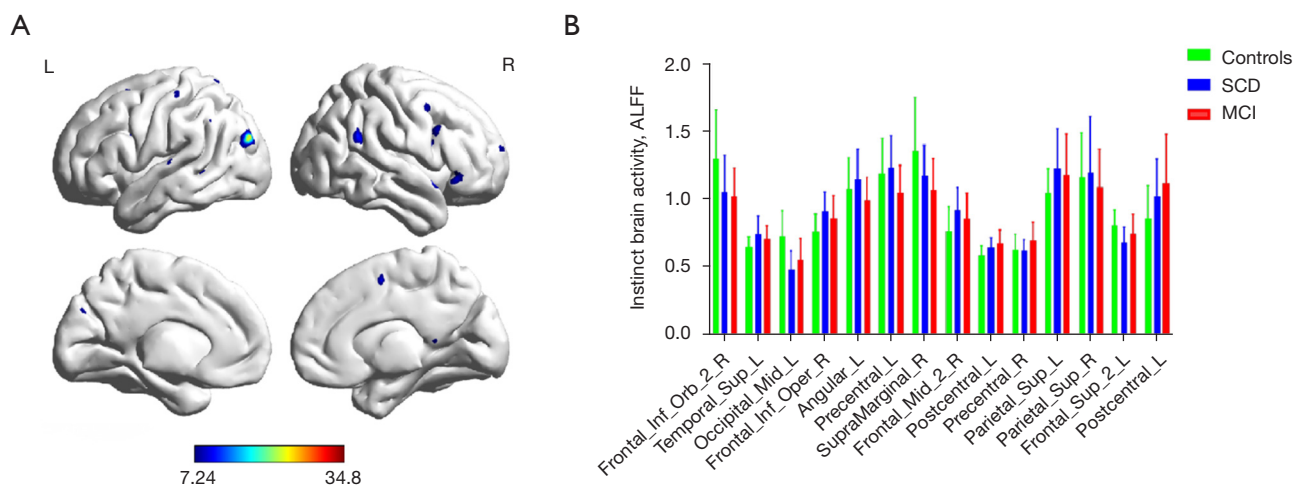 A
L
R
7.24
34.8
B
Instinct brain activity, ALFF
2.0
1.5
1.0
0.5
0.0
Frontal_Inf_Orb_2_R
Temporal_Sup_L
Occipital_Mid_L
Frontal_Inf_Oper_R
Angular_L
Precentral_L
SupraMarginal_R
Frontal_Mid_2_R
Postcentral_L
Precentral_R
Parietal_Sup_L
Parietal_Sup_R
Frontal_Sup_2_L
Postcentral_L
Controls
SCD
MCI